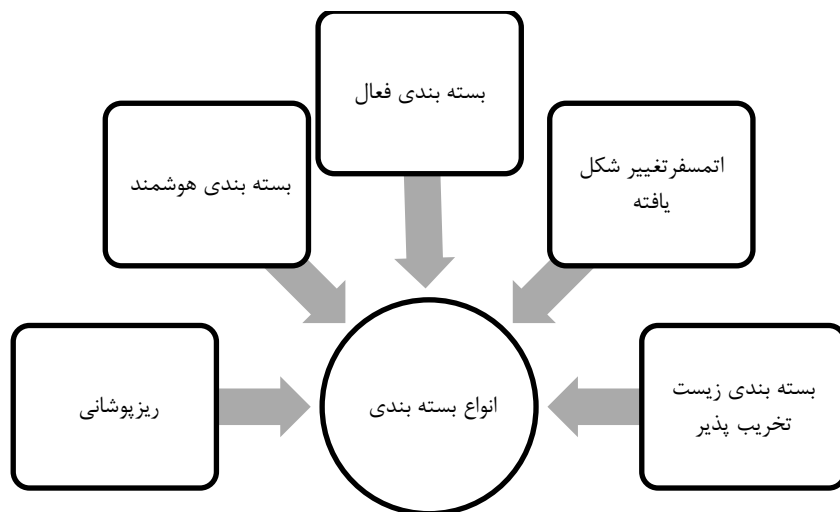 بسته بندی فعال
اتمسفرتغییر شکل
یافته
بسته بندی هوشمند
بسته بندی زیست
تخریب پذیر
انواع بسته بندی
ریزپوشانی